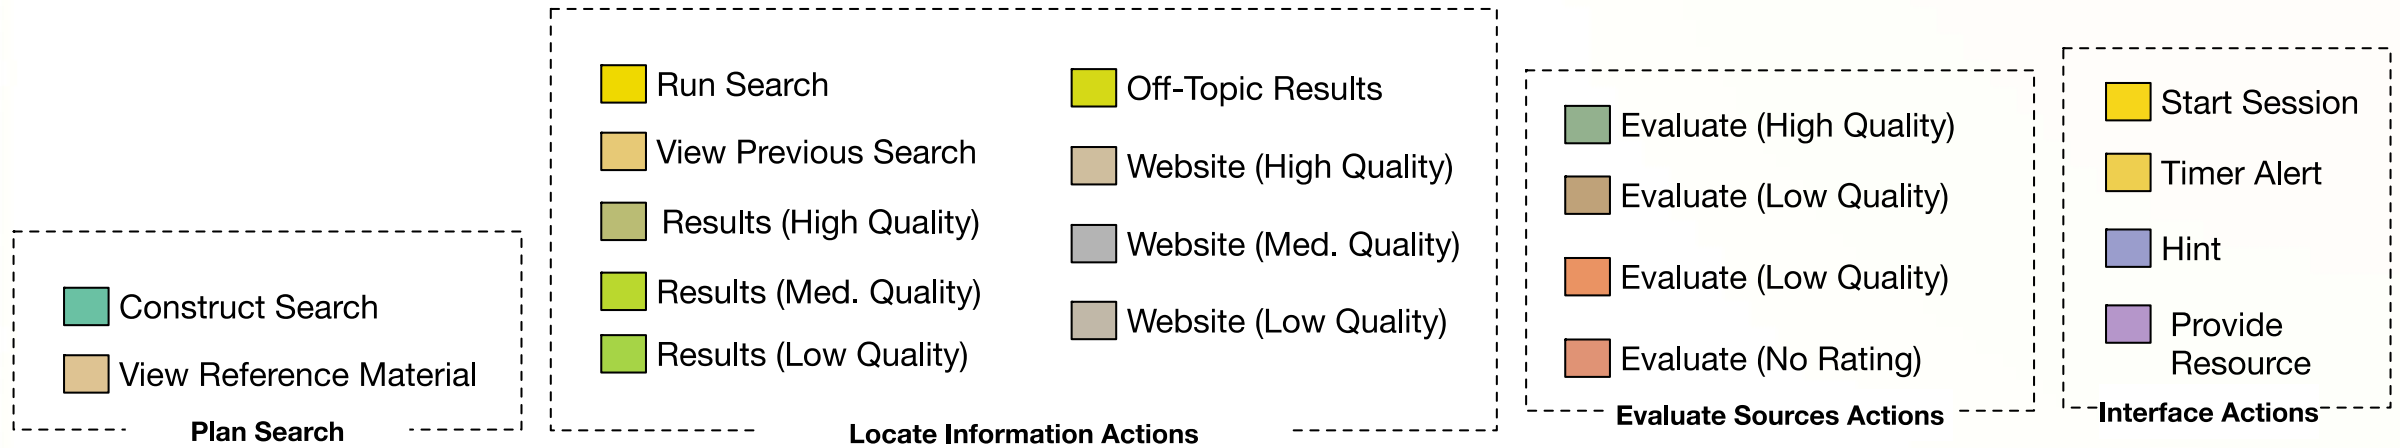 Construct Search
View Reference Material
Plan Search
Run Search
View Previous Search
Results (High Quality)
Results (Med. Quality)
Results (Low Quality)
Off-Topic Results
Website (High Quality)
Website (Med. Quality)
Website (Low Quality)
Locate Information Actions
Evaluate (High Quality)
Evaluate (Low Quality)
Evaluate (Low Quality)
Evaluate (No Rating)
Evaluate Sources Actions
Start Session
Timer Alert
Hint
Provide
Resource
Interface Actions